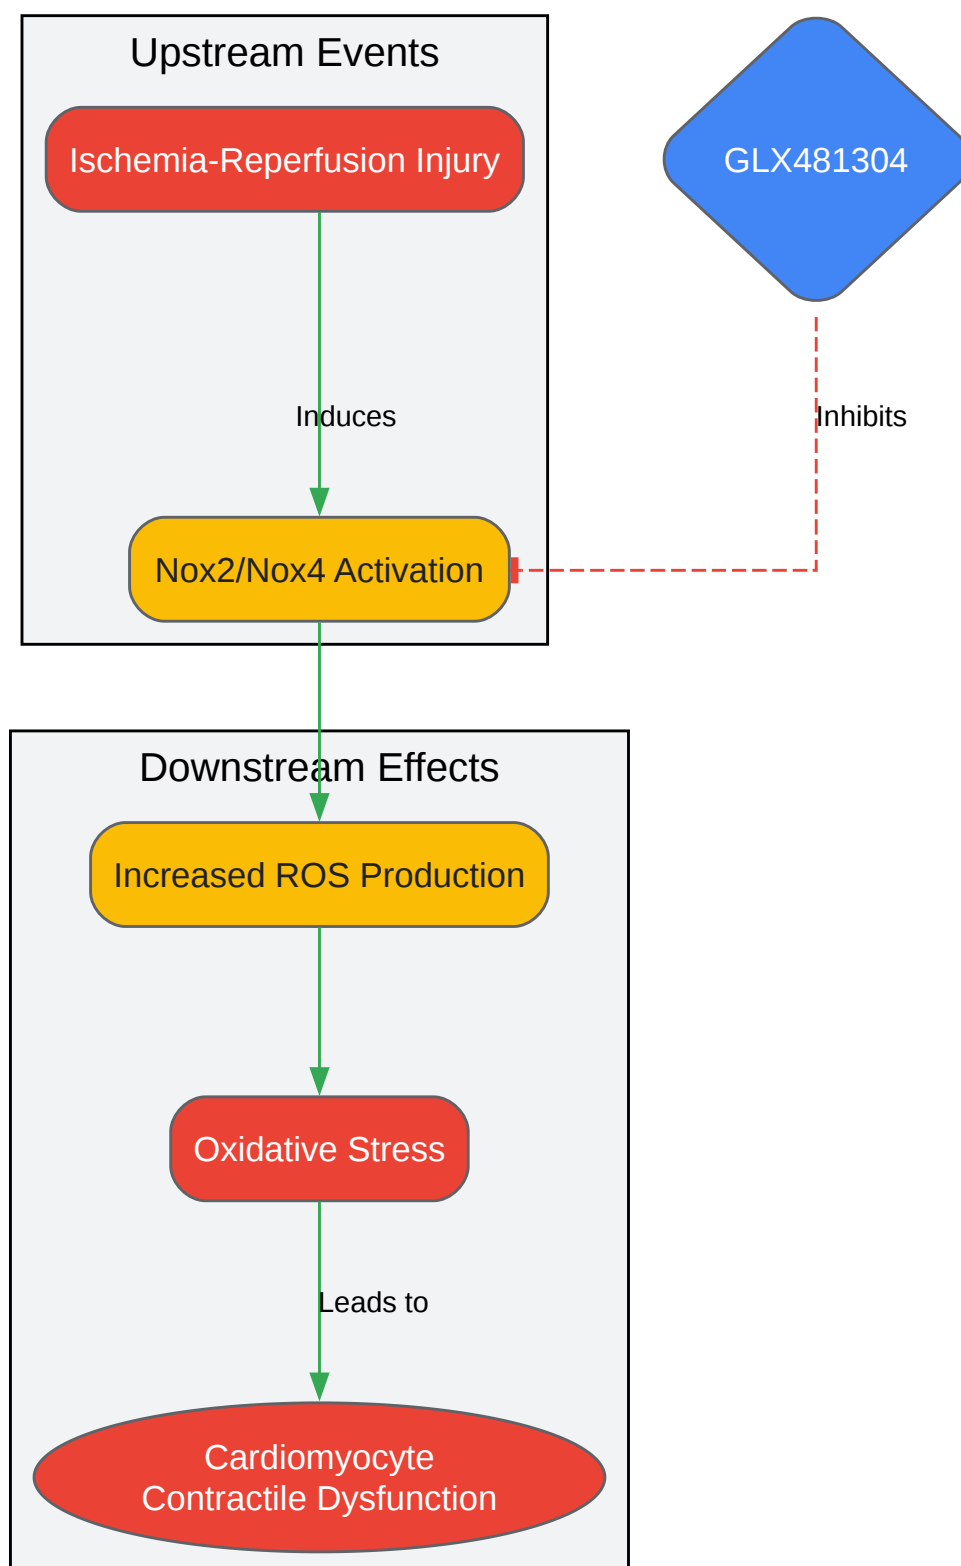 Upstream Events
Ischemia-Reperfusion Injury
GLX481304
Induces
Inhibits
Nox2/Nox4 Activation
Downstream Effects
Increased ROS Production
Oxidative Stress
Leads to
Cardiomyocyte
Contractile Dysfunction